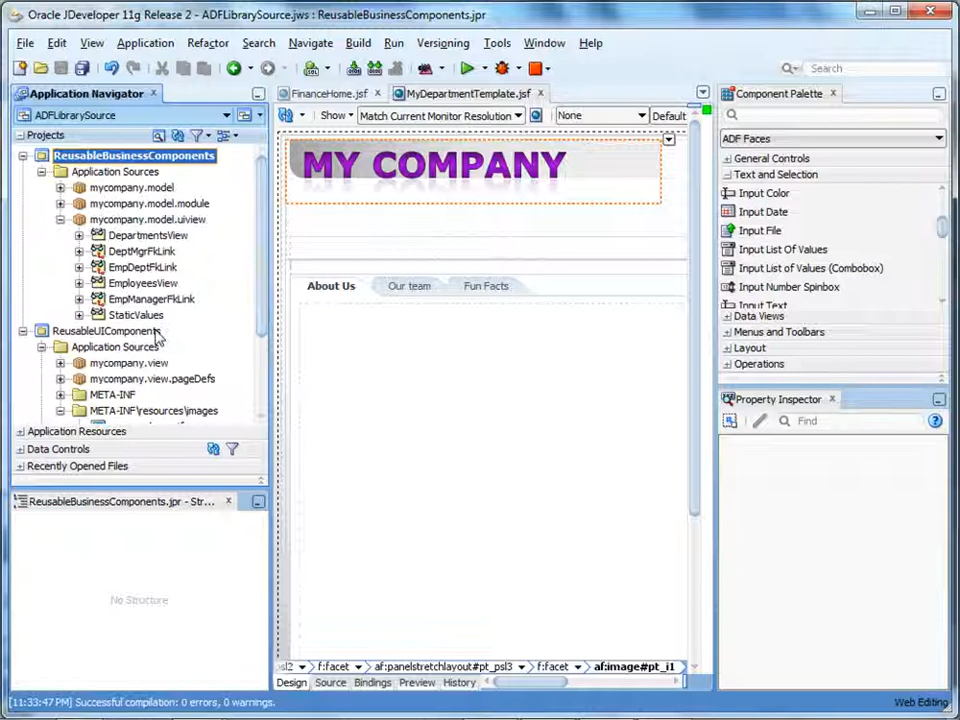 Oracle JDeveloper 11g Release 2 - ADFLibrarySource.jws : ReusableBusinessComponents.jpr
File Edit View Application Refactor Search Navigate Build Run Versioning Tools Window Help
Search
Application Navigator
ADFLibrarySource
Projects
ReusableBusinessComponents
Application Sources
mycompany.model
mycompany.model.module
mycompany.model.uiview
DepartmentsView
DeptMgrFkLink
EmpDeptFkLink
EmployeesView
EmpManagerFkLink
StaticValues
ReusableUIComponents
Application Sources
mycompany.view
mycompany.view.pageDefs
META-INF
META-INF\resources\images
Application Resources
Data Controls
Recently Opened Files
ReusableBusinessComponents.jpr - Str...
No Structure
FinanceHome.jsf
MyDepartmentTemplate.jsf
Show Match Current Monitor Resolution None Default
MY COMPANY
About Us Our team Fun Facts
psl2 f:facet af:panelstretchlayout#pt_psl3 f:facet af:image#pt_i1
Design Source Bindings Preview History
Component Palette
ADF Faces
General Controls
Text and Selection
Input Color
Input Date
Input File
Input List Of Values
Input List of Values (Combobox)
Input Number Spinbox
Input Text
Data Views
Menus and Toolbars
Layout
Operations
Property Inspector
Find
[11:33:47 PM] Successful compilation: 0 errors, 0 warnings.
Web Editing